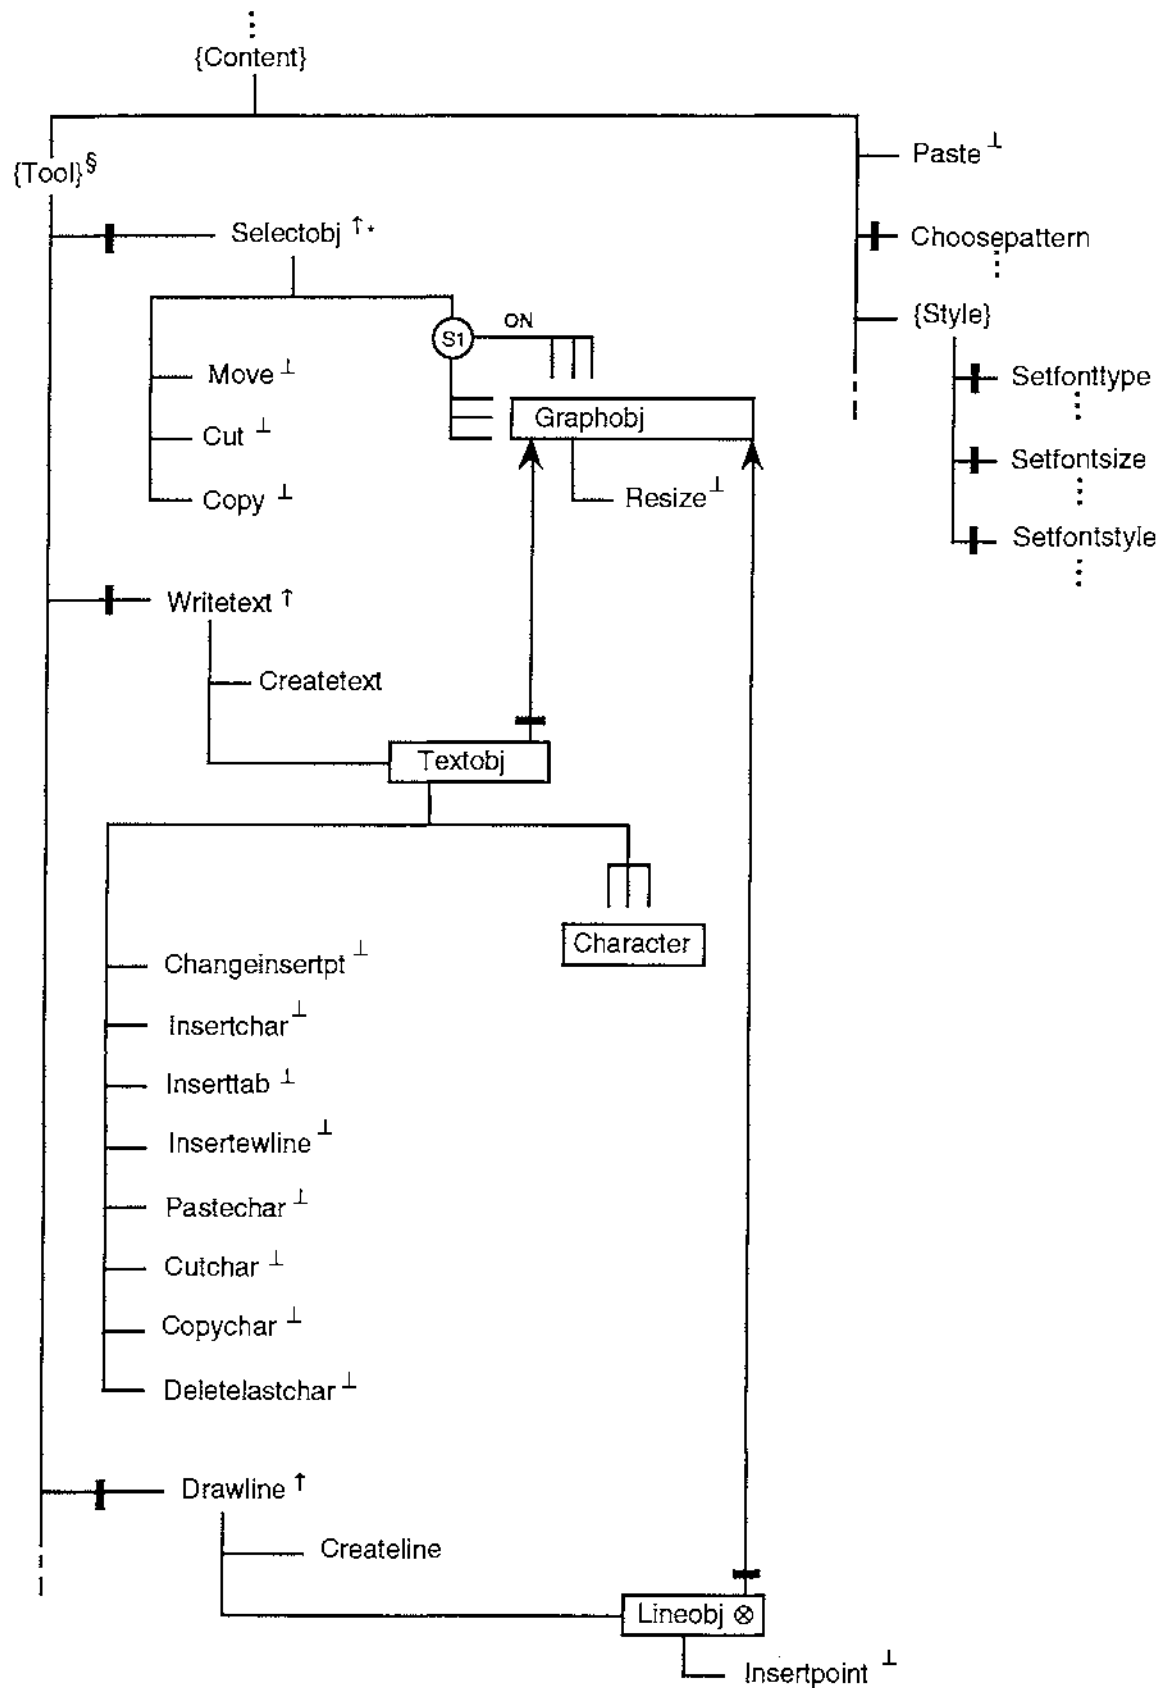 {Content}
{Tool}§
Paste ⊥
Selectobj ↑*
Choosepattern
S1
ON
{Style}
Move ⊥
Setfonttype
Graphobj
Cut ⊥
Setfontsize
Copy ⊥
Resize ⊥
Setfontstyle
Writetext ↑
Createtext
Textobj
Character
Changeinsertpt ⊥
Insertchar ⊥
Inserttab ⊥
Insertewline ⊥
Pastechar ⊥
Cutchar ⊥
Copychar ⊥
Deletelastchar ⊥
Drawline ↑
Createline
Lineobj ⊗
Insertpoint ⊥